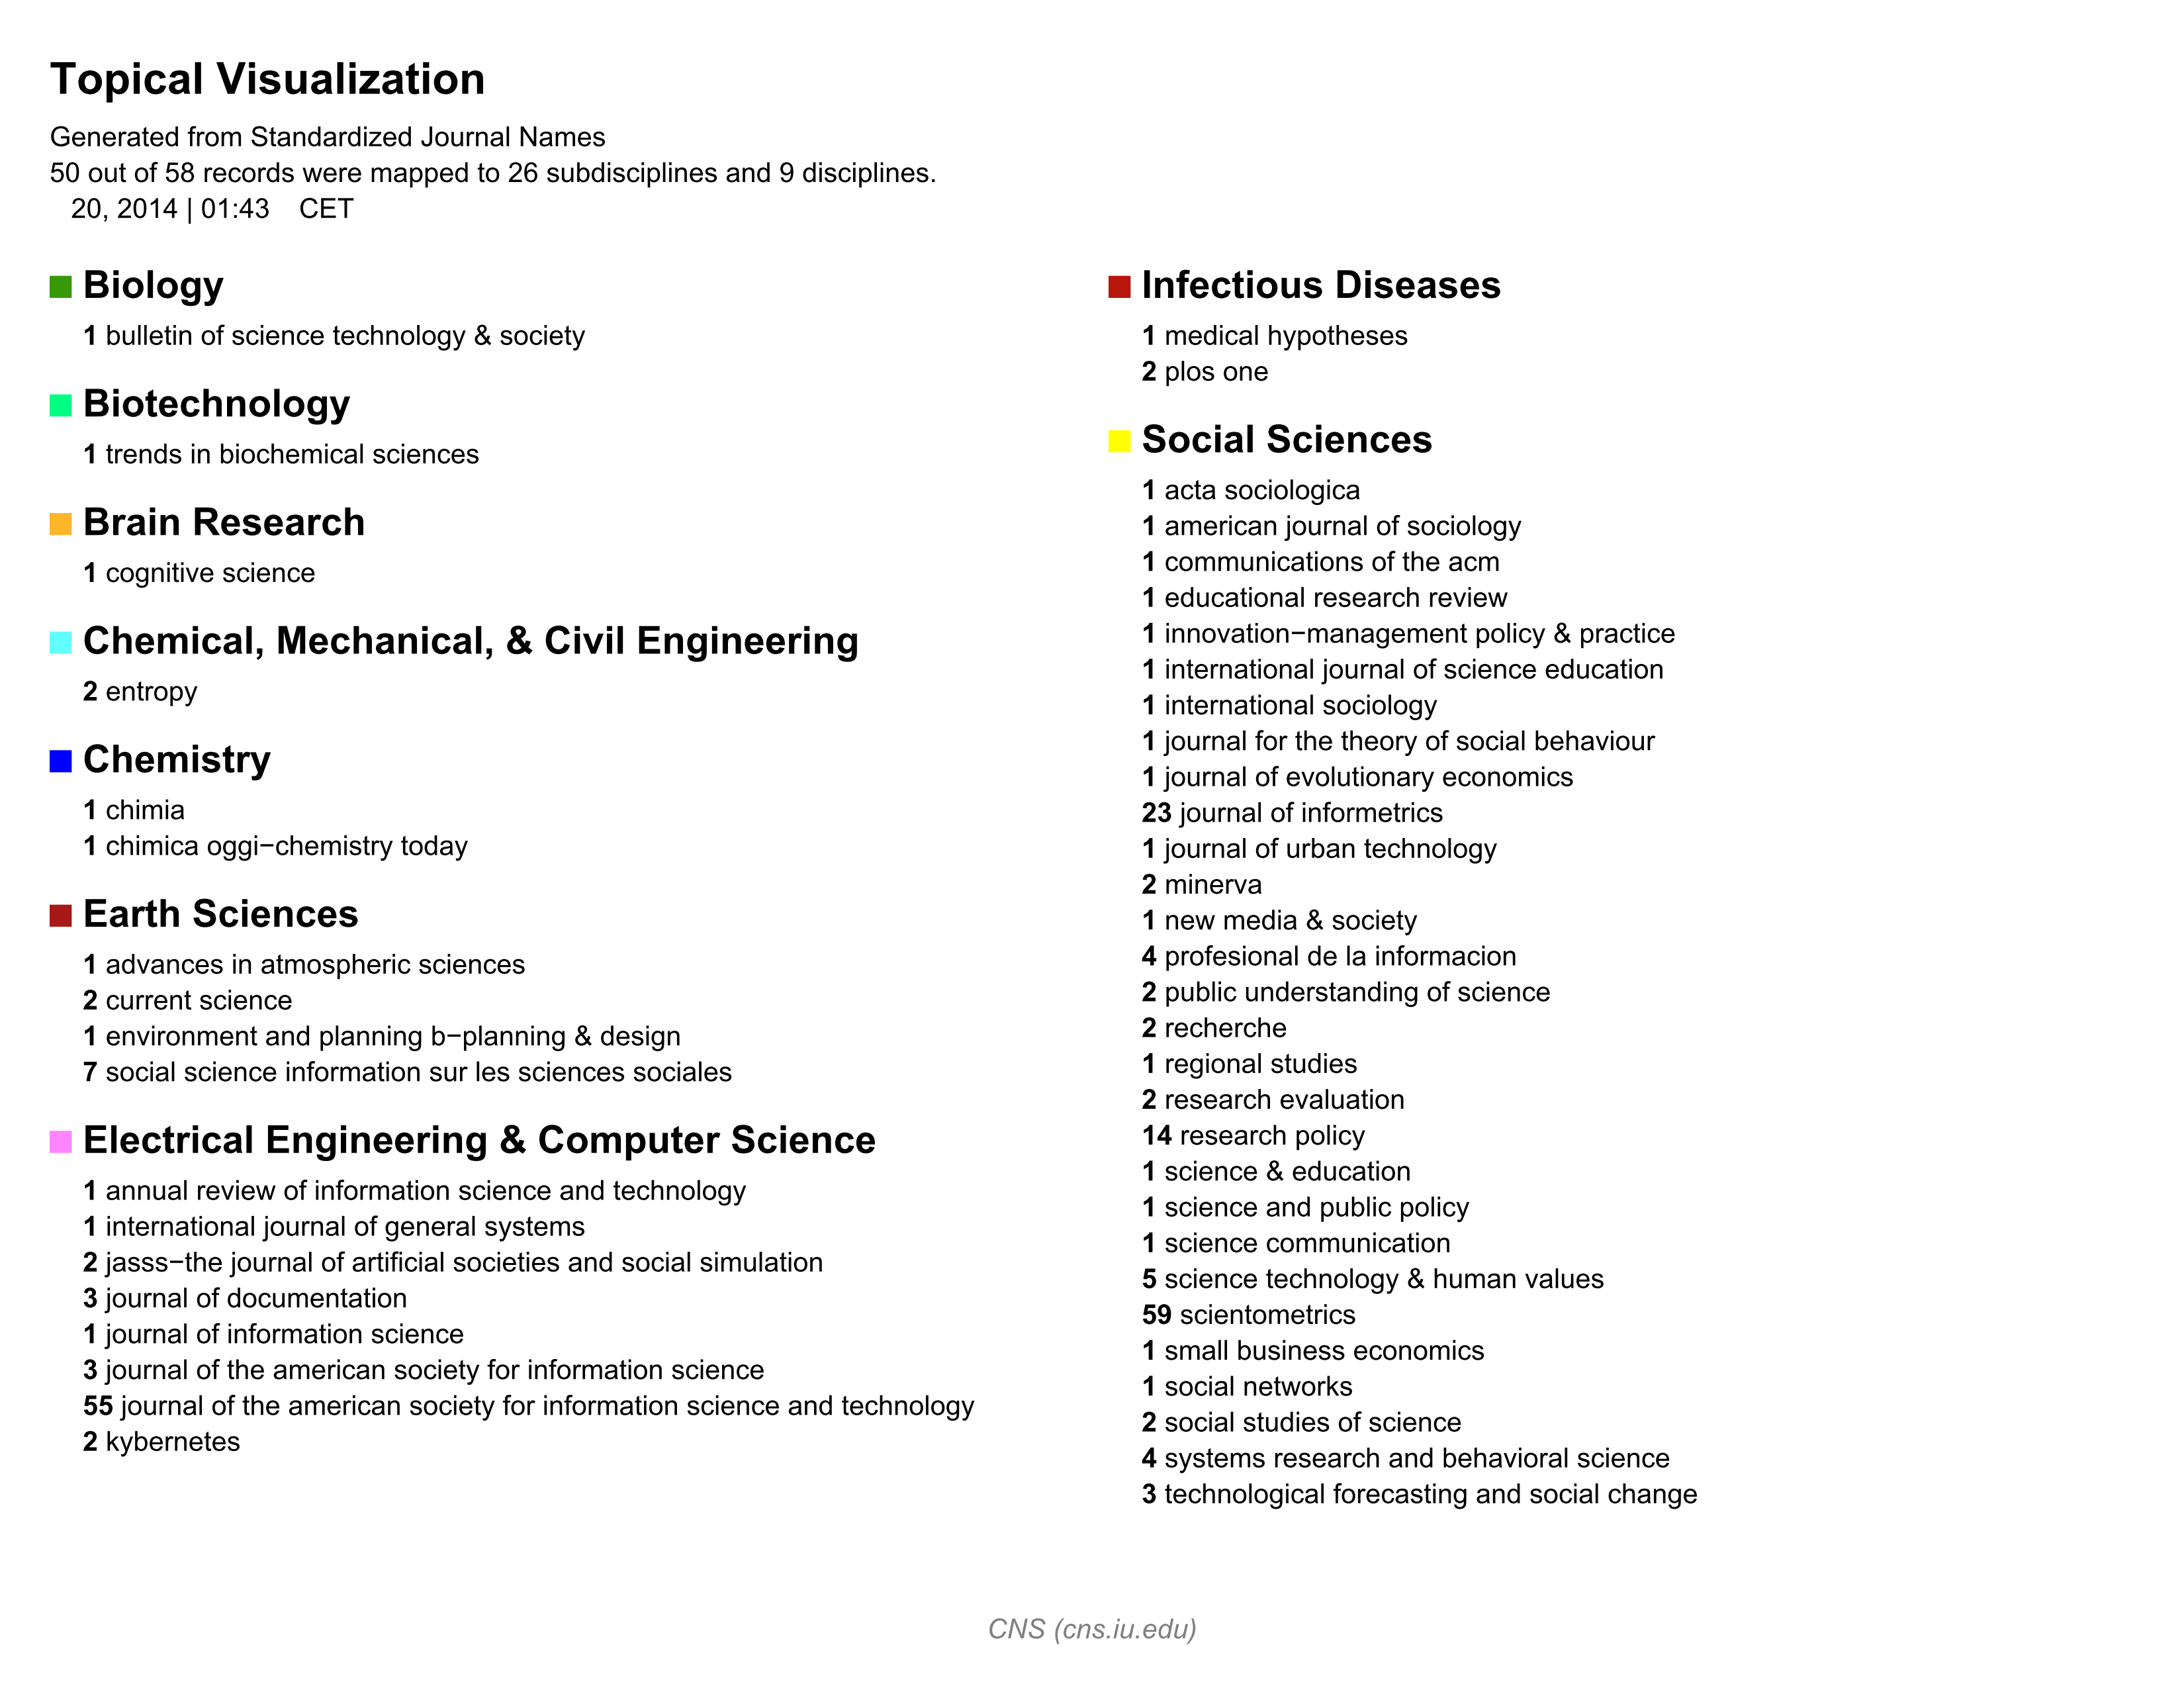 Topical Visualization
Generated from Standardized Journal Names
50 out of 58 records were mapped to 26 subdisciplines and 9 disciplines.
20, 2014 | 01:43 CET
Biology
1 bulletin of science technology & society
Biotechnology
1 trends in biochemical sciences
Brain Research
1 cognitive science
Chemical, Mechanical, & Civil Engineering
2 entropy
Chemistry
1 chimia
1 chimica oggi−chemistry today
Earth Sciences
1 advances in atmospheric sciences
2 current science
1 environment and planning b−planning & design
7 social science information sur les sciences sociales
Electrical Engineering & Computer Science
1 annual review of information science and technology
1 international journal of general systems
2 jasss−the journal of artificial societies and social simulation
3 journal of documentation
1 journal of information science
3 journal of the american society for information science
55 journal of the american society for information science and technology
2 kybernetes
Infectious Diseases
1 medical hypotheses
2 plos one
Social Sciences
1 acta sociologica
1 american journal of sociology
1 communications of the acm
1 educational research review
1 innovation−management policy & practice
1 international journal of science education
1 international sociology
1 journal for the theory of social behaviour
1 journal of evolutionary economics
23 journal of informetrics
1 journal of urban technology
2 minerva
1 new media & society
4 profesional de la informacion
2 public understanding of science
2 recherche
1 regional studies
2 research evaluation
14 research policy
1 science & education
1 science and public policy
1 science communication
5 science technology & human values
59 scientometrics
1 small business economics
1 social networks
2 social studies of science
4 systems research and behavioral science
3 technological forecasting and social change
CNS (cns.iu.edu)